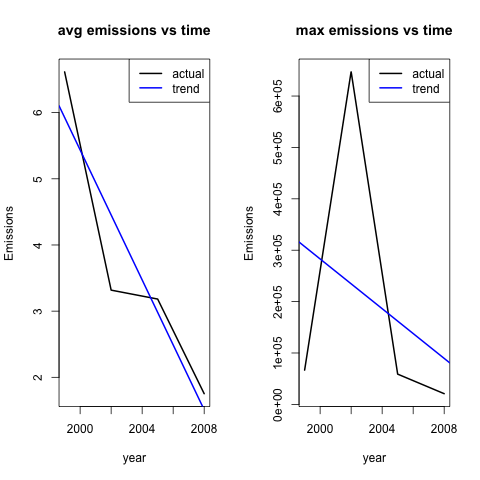 avg emissions vs time
actual
trend
Emissions
6
5
4
3
2
2000 2004 2008
year
max emissions vs time
actual
trend
Emissions
6e+05
5e+05
4e+05
3e+05
2e+05
1e+05
0e+00
2000 2004 2008
year